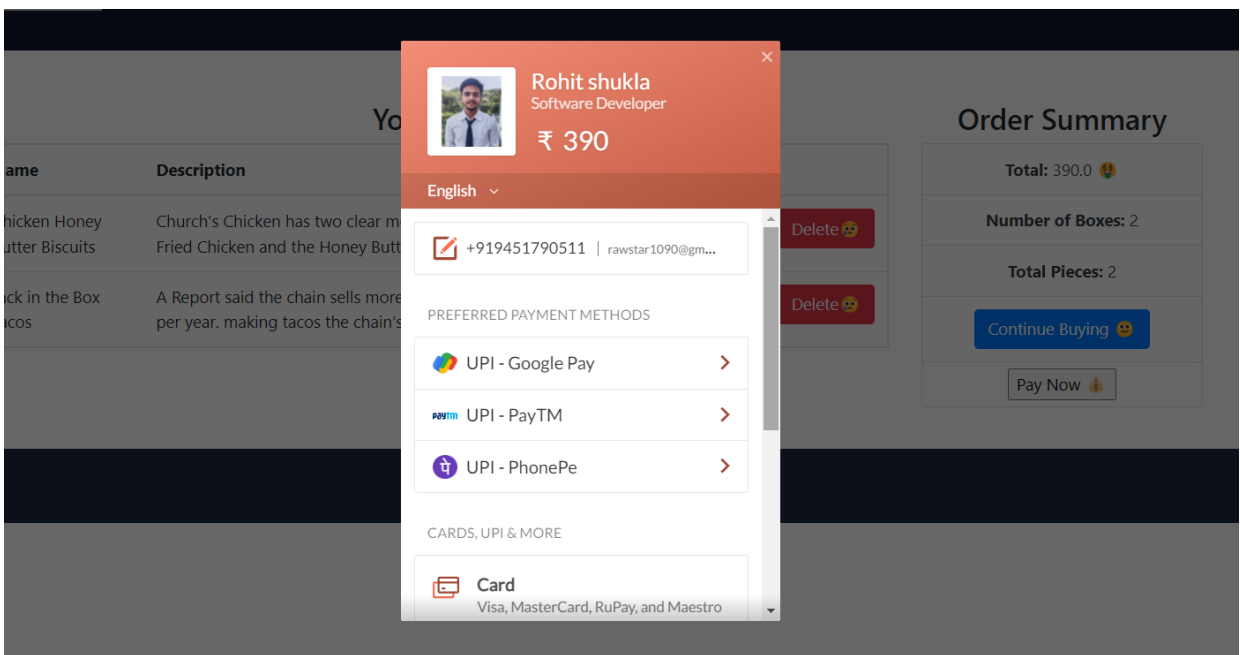 Yo
ame
Description
hicken Honey
utter Biscuits
Church's Chicken has two clear m
Fried Chicken and the Honey Butt
ck in the Box
acos
A Report said the chain sells more
per year. making tacos the chain's
Delete
Delete
Rohit shukla
Software Developer
₹ 390
English
+919451790511 | rawstar1090@gm...
PREFERRED PAYMENT METHODS
UPI - Google Pay
paytm UPI - PayTM
पे UPI - PhonePe
CARDS, UPI & MORE
Card
Visa, MasterCard, RuPay, and Maestro
Order Summary
Total: 390.0 🤑
Number of Boxes: 2
Total Pieces: 2
Continue Buying 🙂
Pay Now 💰